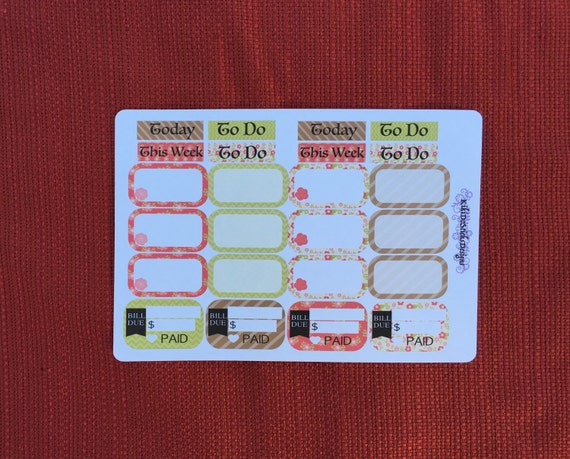 Today To Do Today To Do
This Week To Do This Week To Do
BILL DUE $ PAID
BILL DUE $ PAID
BILL DUE $ PAID
BILL DUE $ PAID